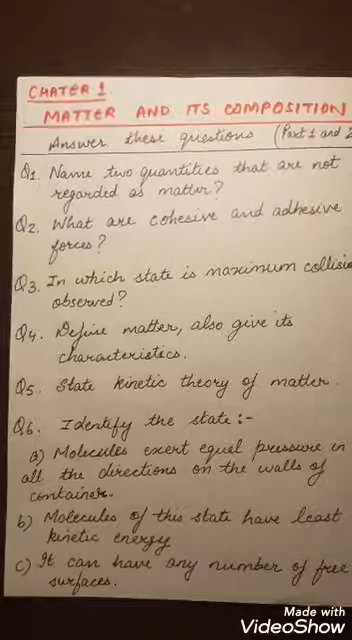 CHATER 1.
MATTER AND ITS COMPOSITION
Answer these questions (Part 1 and 2
Q1. Name two quantities that are not
regarded as matter?
Q2. What are cohesive and adhesive
forces?
Q3. In which state is maximum collision
observed?
Q4. Define matter, also give its
characteristics.
Q5. State kinetic theory of matter.
Q6. Identify the state :-
a) Molecules exert equal pressure in
all the directions on the walls of
container.
b) Molecules of this state have least
kinetic energy
c) It can have any number of free
surfaces.
Made with
VideoShow